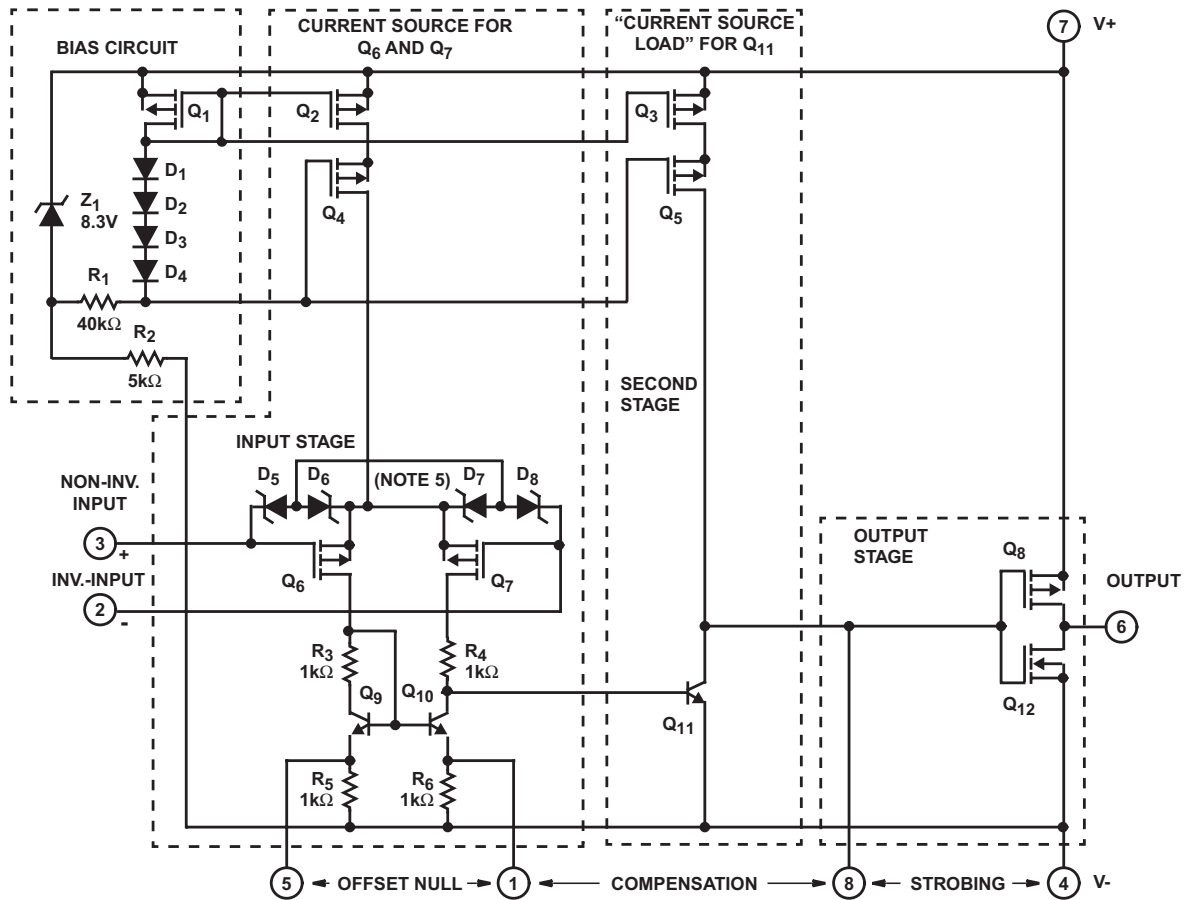 BIAS CIRCUIT
CURRENT SOURCE FOR
Q6 AND Q7
“CURRENT SOURCE
LOAD” FOR Q11
7
V+
Q1
Q2
Q3
D1
D2
D3
D4
Z1
8.3V
Q4
Q5
R1
40kΩ
R2
5kΩ
SECOND
STAGE
INPUT STAGE
D5
D6
(NOTE 5)
D7
D8
NON-INV.
INPUT
3
+
INV.-INPUT
2
-
Q6
Q7
OUTPUT
STAGE
Q8
OUTPUT
6
R3
1kΩ
R4
1kΩ
Q9
Q10
Q11
Q12
R5
1kΩ
R6
1kΩ
5
OFFSET NULL
1
COMPENSATION
8
STROBING
4
V-